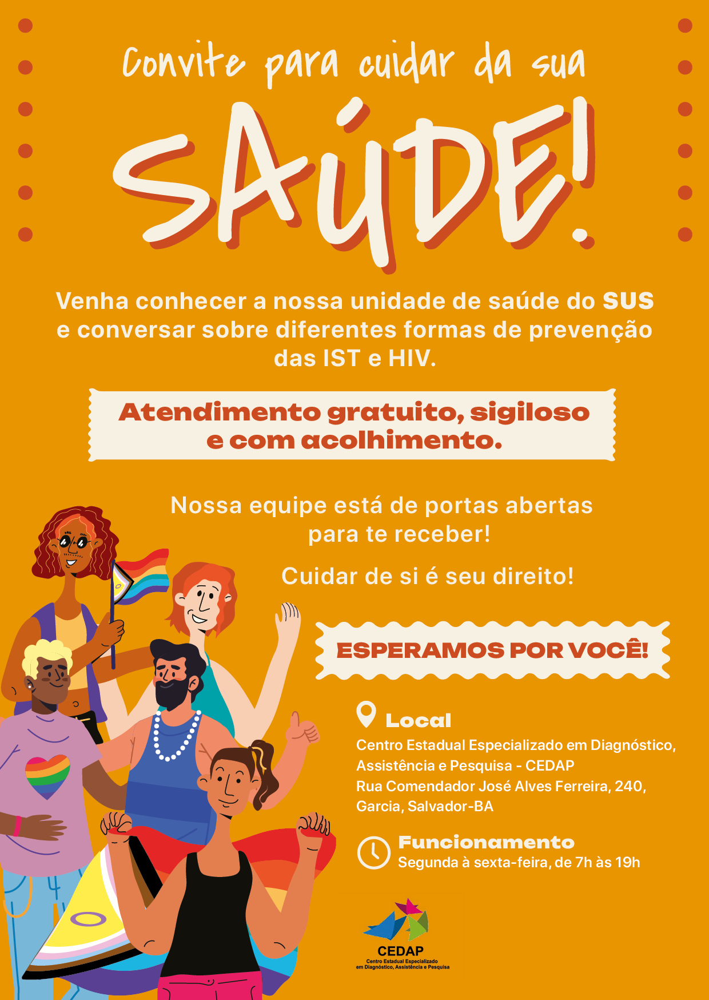 Convite para cuidar da sua
SAÚDE!
Venha conhecer a nossa unidade de saúde do SUS
e conversar sobre diferentes formas de prevenção
das IST e HIV.
Atendimento gratuito, sigiloso
e com acolhimento.
Nossa equipe está de portas abertas
para te receber!
Cuidar de si é seu direito!
ESPERAMOS POR VOCÊ!
Local
Centro Estadual Especializado em Diagnóstico,
Assistência e Pesquisa - CEDAP
Rua Comendador José Alves Ferreira, 240,
Garcia, Salvador-BA
Funcionamento
Segunda à sexta-feira, de 7h às 19h
CEDAP
Centro Estadual Especializado
em Diagnóstico, Assistência e Pesquisa